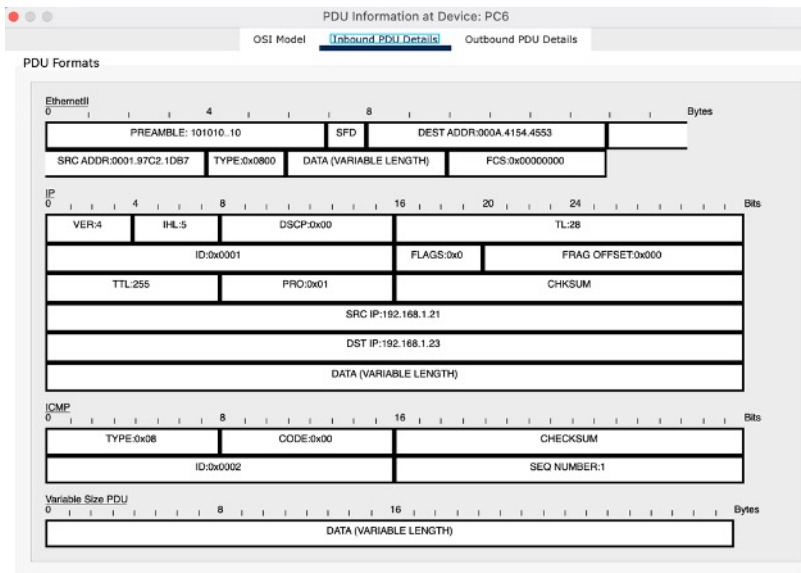 PDU Information at Device: PC6
OSI Model Inbound PDU Details Outbound PDU Details
PDU Formats
EthernetII
0 4 8 Bytes
PREAMBLE: 101010..10 SFD DEST ADDR:000A.4154.4553
SRC ADDR:0001.97C2.1DB7 TYPE:0x0800 DATA (VARIABLE LENGTH) FCS:0x00000000
IP
0 4 8 16 20 24 Bits
VER:4 IHL:5 DSCP:0x00 TL:28
ID:0x0001 FLAGS:0x0 FRAG OFFSET:0x000
TTL:255 PRO:0x01 CHKSUM
SRC IP:192.168.1.21
DST IP:192.168.1.23
DATA (VARIABLE LENGTH)
ICMP
0 8 16 Bits
TYPE:0x08 CODE:0x00 CHECKSUM
ID:0x0002 SEQ NUMBER:1
Variable Size PDU
0 8 16 Bytes
DATA (VARIABLE LENGTH)